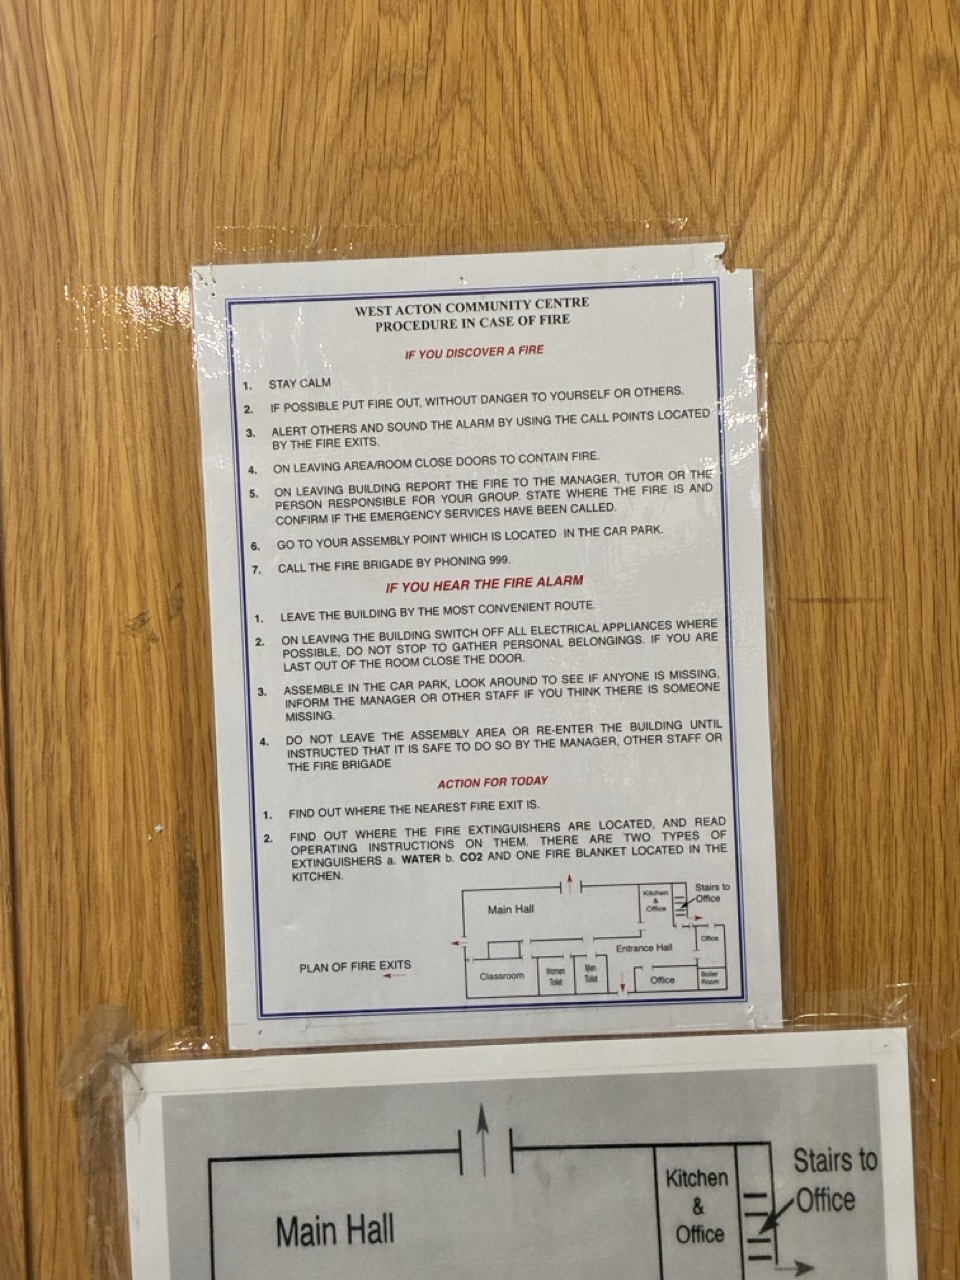 WEST ACTON COMMUNITY CENTRE
PROCEDURE IN CASE OF FIRE
IF YOU DISCOVER A FIRE
1. STAY CALM
2. IF POSSIBLE PUT FIRE OUT, WITHOUT DANGER TO YOURSELF OR OTHERS.
3. ALERT OTHERS AND SOUND THE ALARM BY USING THE CALL POINTS LOCATED
BY THE FIRE EXITS.
4. ON LEAVING AREA/ROOM CLOSE DOORS TO CONTAIN FIRE.
5. ON LEAVING BUILDING REPORT THE FIRE TO THE MANAGER, TUTOR OR THE
PERSON RESPONSIBLE FOR YOUR GROUP. STATE WHERE THE FIRE IS AND
CONFIRM IF THE EMERGENCY SERVICES HAVE BEEN CALLED.
6. GO TO YOUR ASSEMBLY POINT WHICH IS LOCATED IN THE CAR PARK.
7. CALL THE FIRE BRIGADE BY PHONING 999.
IF YOU HEAR THE FIRE ALARM
1. LEAVE THE BUILDING BY THE MOST CONVENIENT ROUTE
2. ON LEAVING THE BUILDING SWITCH OFF ALL ELECTRICAL APPLIANCES WHERE
POSSIBLE, DO NOT STOP TO GATHER PERSONAL BELONGINGS. IF YOU ARE
LAST OUT OF THE ROOM CLOSE THE DOOR.
3. ASSEMBLE IN THE CAR PARK, LOOK AROUND TO SEE IF ANYONE IS MISSING,
INFORM THE MANAGER OR OTHER STAFF IF YOU THINK THERE IS SOMEONE
MISSING.
4. DO NOT LEAVE THE ASSEMBLY AREA OR RE-ENTER THE BUILDING UNTIL
INSTRUCTED THAT IT IS SAFE TO DO SO BY THE MANAGER, OTHER STAFF OR
THE FIRE BRIGADE
ACTION FOR TODAY
1. FIND OUT WHERE THE NEAREST FIRE EXIT IS.
2. FIND OUT WHERE THE FIRE EXTINGUISHERS ARE LOCATED, AND READ
OPERATING INSTRUCTIONS ON THEM. THERE ARE TWO TYPES OF
EXTINGUISHERS a. WATER b. CO2 AND ONE FIRE BLANKET LOCATED IN THE
KITCHEN.
Main Hall
Kitchen
&
Office
Stairs to
Office
Office
Entrance Hall
PLAN OF FIRE EXITS
Classroom
Women
Toilet
Men
Toilet
Office
Boiler
Room
Main Hall
Kitchen
&
Office
Stairs to
Office